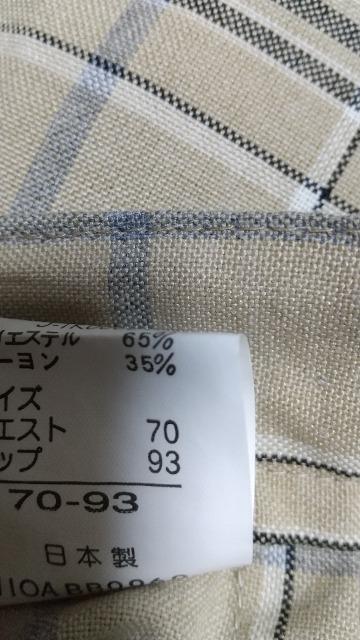 イエステル 65%
ーヨン 35%
イズ
エスト 70
ップ 93
70-93
日本製